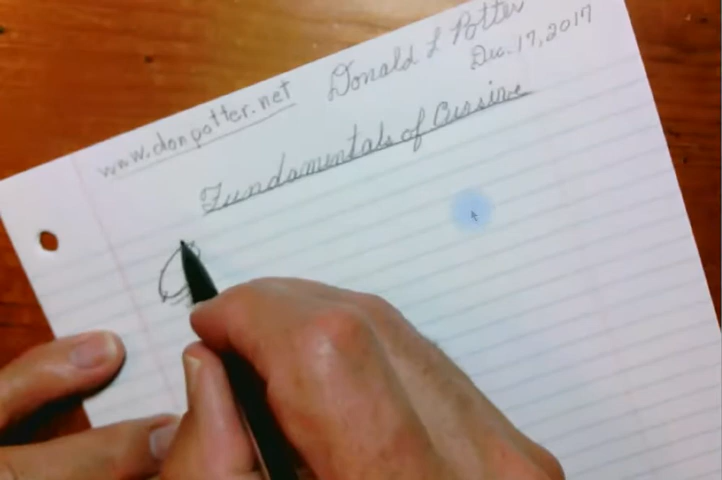 www.donpotter.net Donald L Potter
Dec. 17, 2017
Fundamentals of Cursive